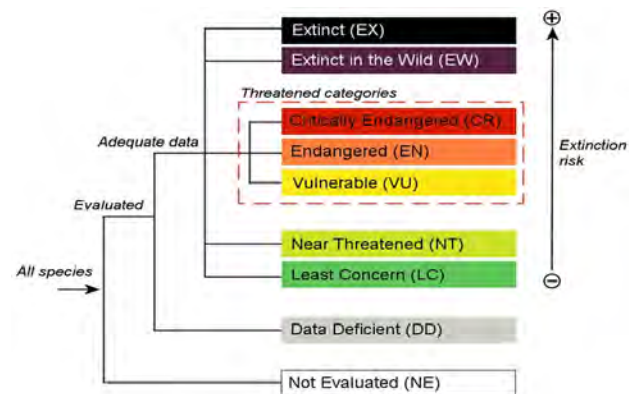 Extinct (EX)
Extinct in the Wild (EW)
Threatened categories
Critically Endangered (CR)
Adequate data
Endangered (EN)
Extinction
risk
Vulnerable (VU)
Evaluated
Near Threatened (NT)
All species
Least Concern (LC)
Data Deficient (DD)
Not Evaluated (NE)